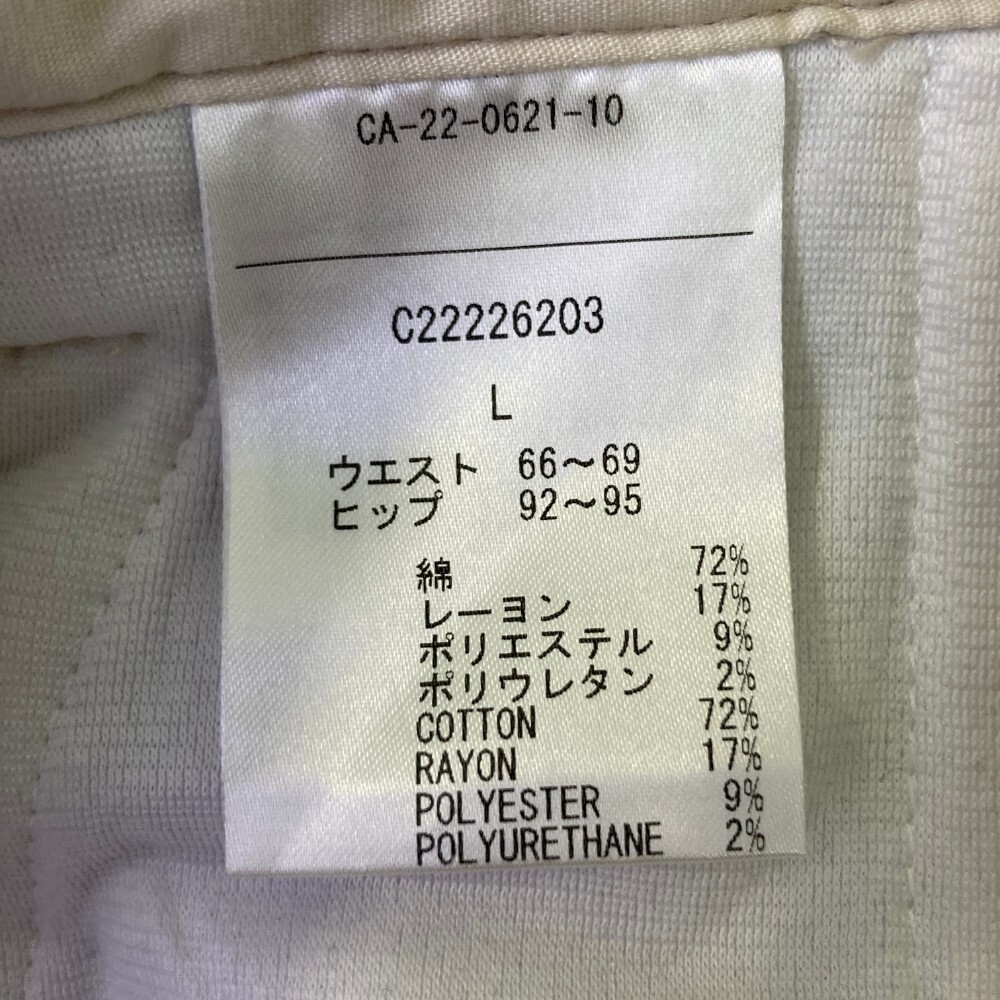 CA-22-0621-10
C22226203
L
ウエスト 66〜69
ヒップ 92〜95
綿 72%
レーヨン 17%
ポリエステル 9%
ポリウレタン 2%
COTTON 72%
RAYON 17%
POLYESTER 9%
POLYURETHANE 2%